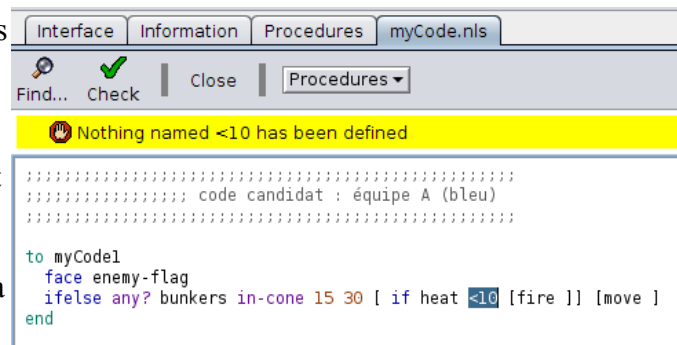 s
Interface Information Procedures myCode.nls
Find... Check Close Procedures
Nothing named <10 has been defined
;;;;;;;;;;;;;;;;;;;;;;;;;;;;;;;;;;;;;;;;;;;;;;;;;;;
;;;;;;;;;;;;;;;;; code candidat : équipe A (bleu)
;;;;;;;;;;;;;;;;;;;;;;;;;;;;;;;;;;;;;;;;;;;;;;;;;;;
to myCode1
face enemy-flag
a
ifelse any? bunkers in-cone 15 30 [ if heat <10 [fire ]] [move ]
end